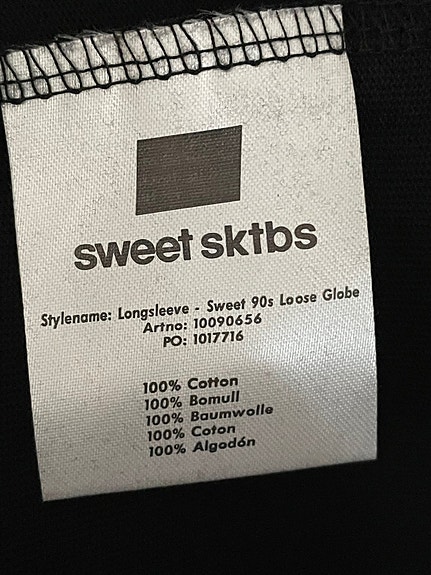 sweet sktbs
Stylename: Longsleeve - Sweet 90s Loose Globe
Artno: 10090656
PO: 1017716
100% Cotton
100% Bomull
100% Baumwolle
100% Coton
100% Algodón